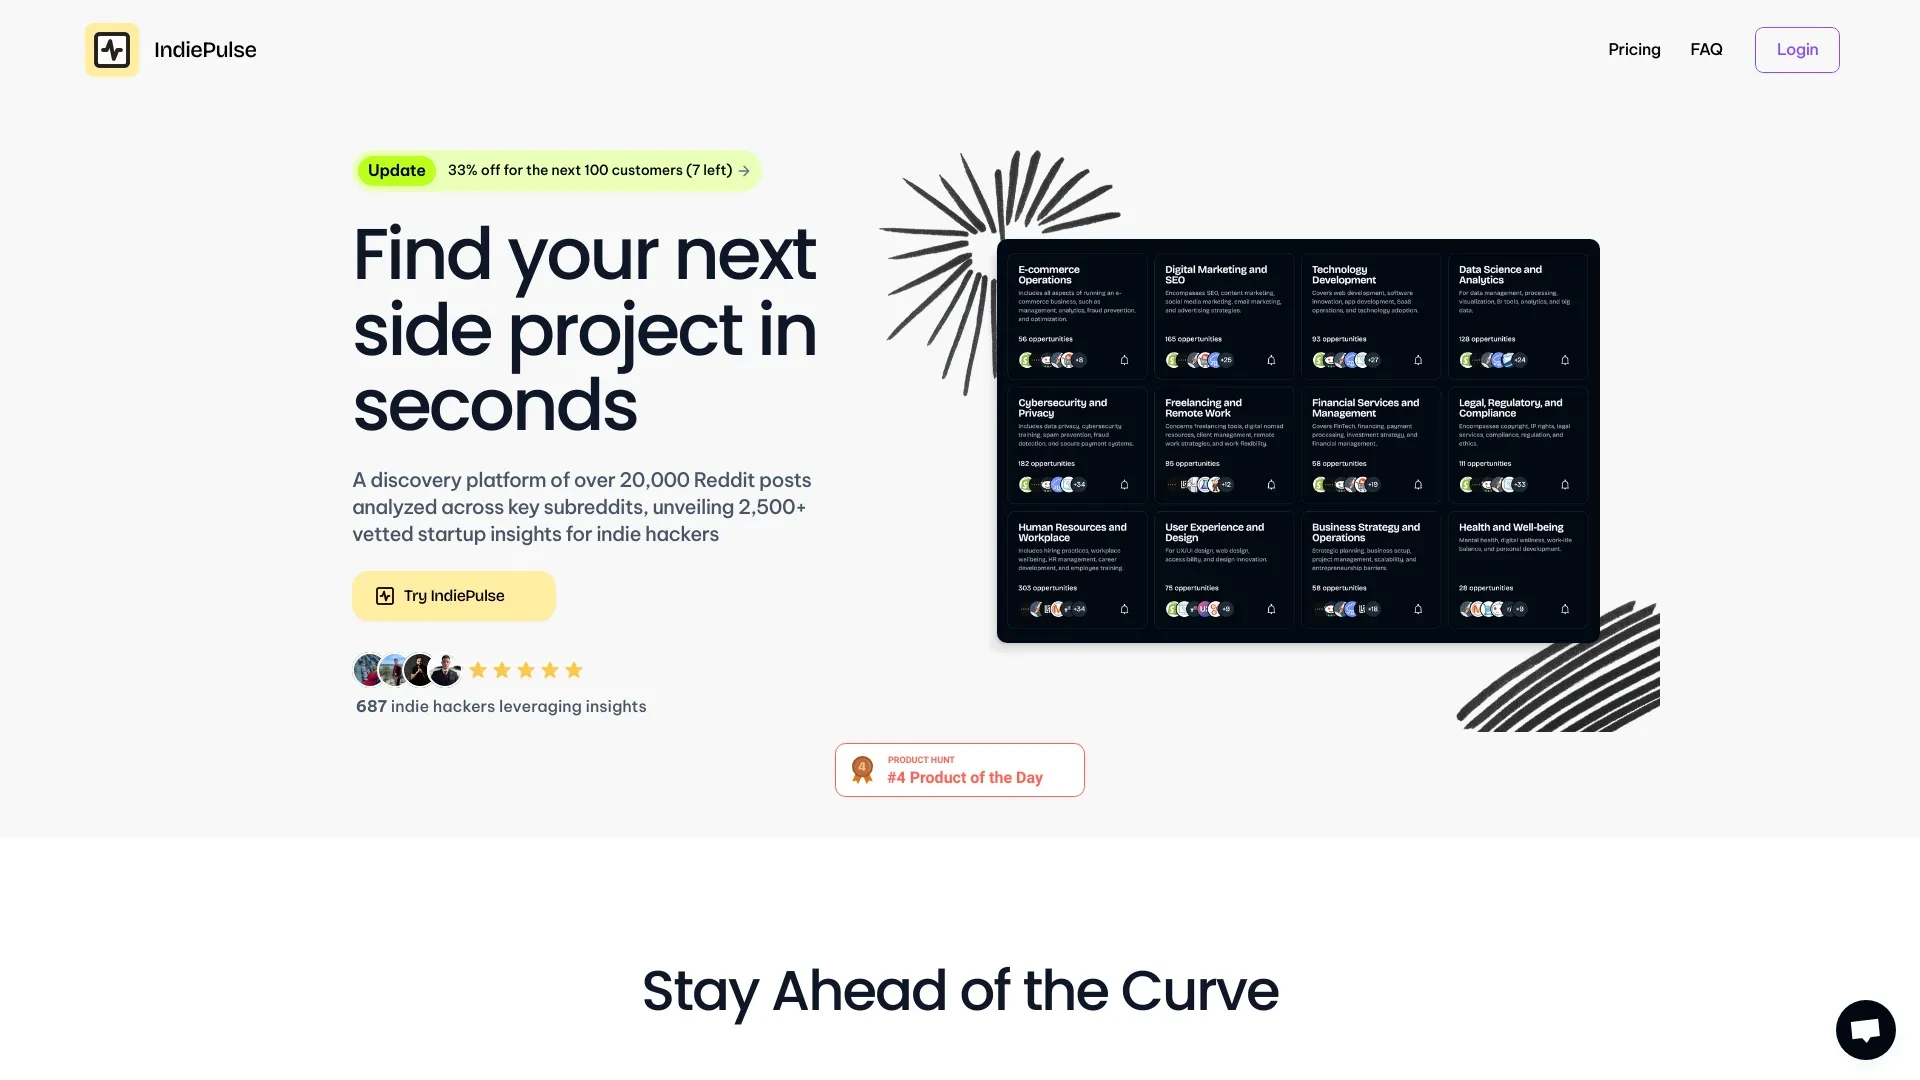 IndiePulse
Pricing
FAQ
Login
Update
33% off for the next 100 customers (7 left)
Find your next
side project in
seconds
A discovery platform of over 20,000 Reddit posts
analyzed across key subreddits, unveiling 2,500+
vetted startup insights for indie hackers
Try IndiePulse
687 indie hackers leveraging insights
E-commerce
Operations
Includes all aspects of running an e-
commerce business, such as
management, analytics, fraud prevention,
and optimization.
56 oppertunities
+8
Digital Marketing and
SEO
Encompasses SEO, content marketing,
social media marketing, email marketing,
and advertising strategies.
165 oppertunities
+25
Technology
Development
Covers web development, software
innovation, app development, SaaS
operations, and technology adoption.
93 oppertunities
+27
Data Science and
Analytics
For data management, processing,
visualization, BI tools, analytics, and big
data.
128 oppertunities
+24
Cybersecurity and
Privacy
Includes data privacy, cybersecurity
training, spam prevention, fraud
detection, and secure payment systems.
182 oppertunities
+34
Freelancing and
Remote Work
Concerns freelancing tools, digital nomad
resources, client management, remote
work strategies, and work flexibility.
95 oppertunities
+12
Financial Services and
Management
Covers FinTech, financing, payment
processing, investment strategy, and
financial management.
58 oppertunities
+19
Legal, Regulatory, and
Compliance
Encompasses copyright, IP rights, legal
services, compliance, regulation, and
ethics.
111 oppertunities
+33
Human Resources and
Workplace
Includes hiring practices, workplace
wellbeing, HR management, career
development, and employee training.
303 oppertunities
+34
User Experience and
Design
For UX/UI design, web design,
accessibility, and design innovation.
75 oppertunities
+9
Business Strategy and
Operations
Strategic planning, business setup,
project management, scalability, and
entrepreneurship barriers.
58 oppertunities
+18
Health and Well-being
Mental health, digital wellness, work-life
balance, and personal development.
28 oppertunities
+9
4
PRODUCT HUNT
#4 Product of the Day
Stay Ahead of the Curve